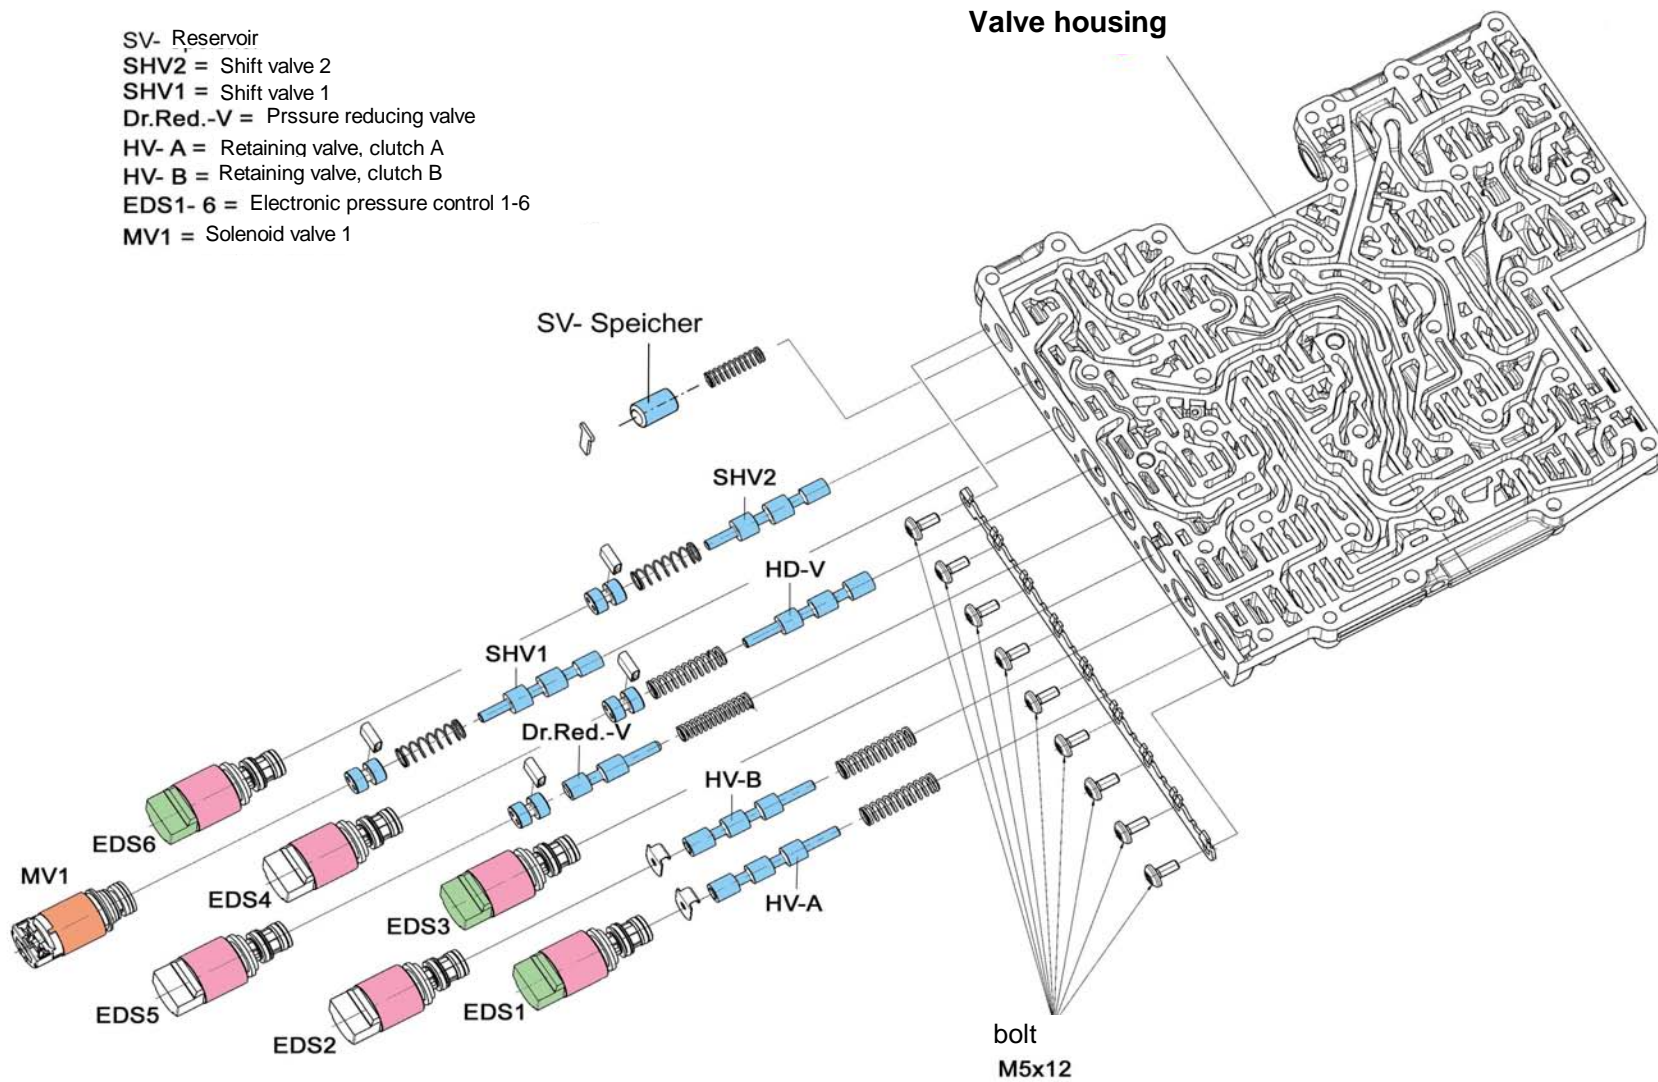 Valve housing
SV- Reservoir
SHV2 = Shift valve 2
SHV1 = Shift valve 1
Dr.Red.-V = Prssure reducing valve
HV- A = Retaining valve, clutch A
HV- B = Retaining valve, clutch B
EDS1- 6 = Electronic pressure control 1-6
MV1 = Solenoid valve 1
SV- Speicher
SHV2
HD-V
SHV1
Dr.Red.-V
HV-B
HV-A
EDS6
MV1
EDS4
EDS3
EDS5
EDS2
EDS1
bolt
M5x12